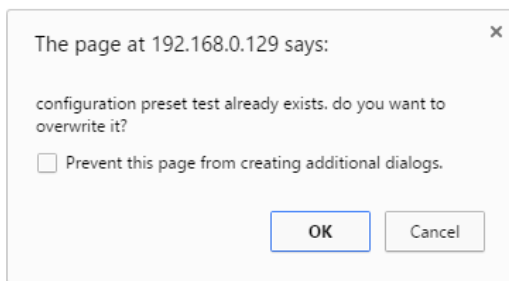 The page at 192.168.0.129 says:
configuration preset test already exists. do you want to
overwrite it?
Prevent this page from creating additional dialogs.
OK
Cancel